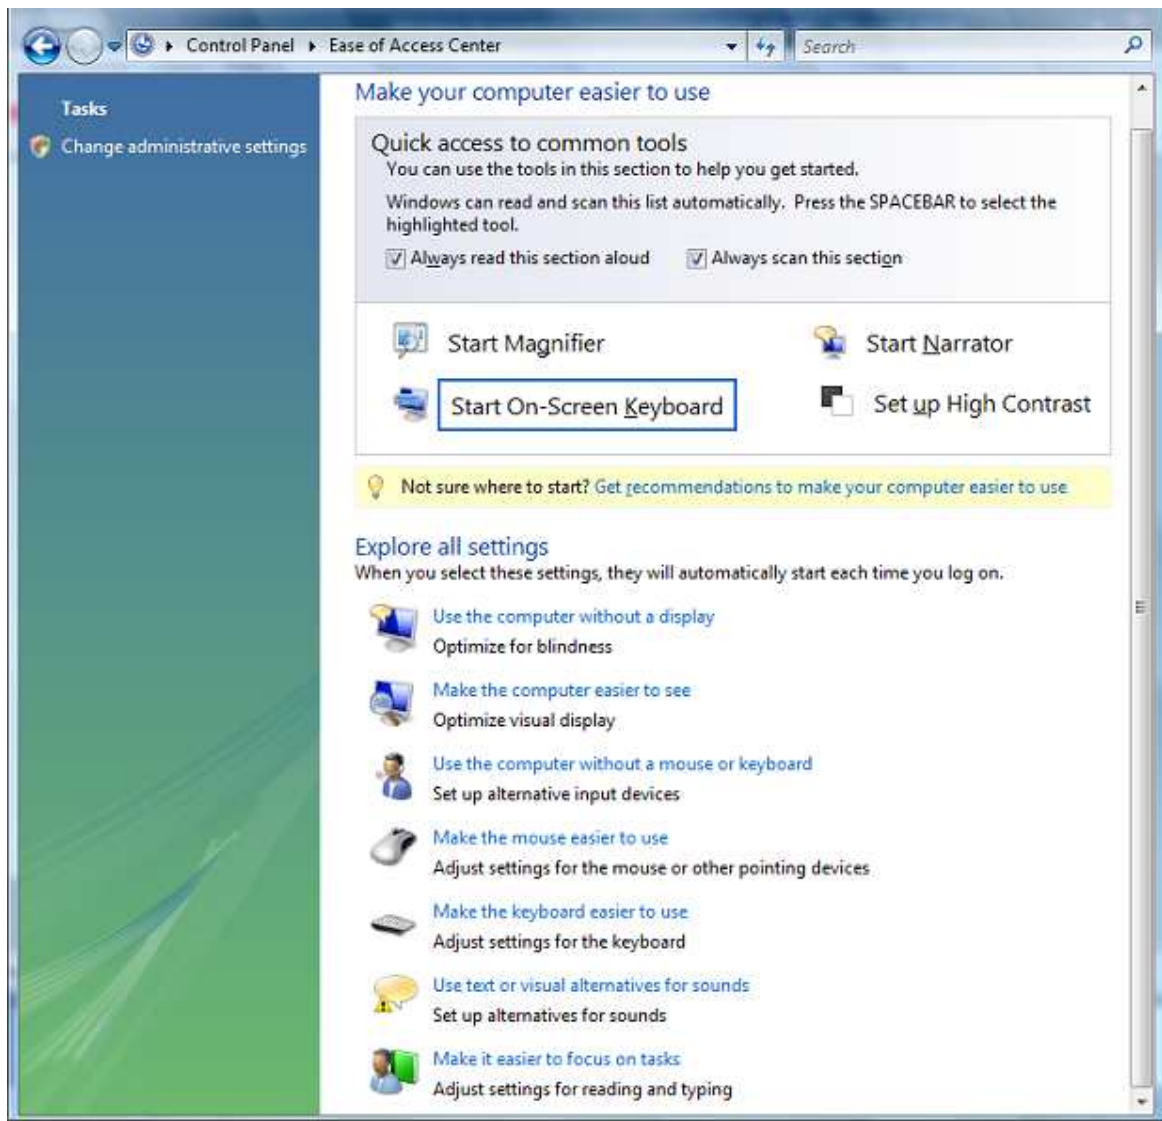 Control Panel Ease of Access Center
Search
Tasks
Change administrative settings
Make your computer easier to use
Quick access to common tools
You can use the tools in this section to help you get started.
Windows can read and scan this list automatically. Press the SPACEBAR to select the
highlighted tool.
Always read this section aloud Always scan this section
Start Magnifier Start Narrator
Start On-Screen Keyboard Set up High Contrast
Not sure where to start? Get recommendations to make your computer easier to use
Explore all settings
When you select these settings, they will automatically start each time you log on.
Use the computer without a display
Optimize for blindness
Make the computer easier to see
Optimize visual display
Use the computer without a mouse or keyboard
Set up alternative input devices
Make the mouse easier to use
Adjust settings for the mouse or other pointing devices
Make the keyboard easier to use
Adjust settings for the keyboard
Use text or visual alternatives for sounds
Set up alternatives for sounds
Make it easier to focus on tasks
Adjust settings for reading and typing